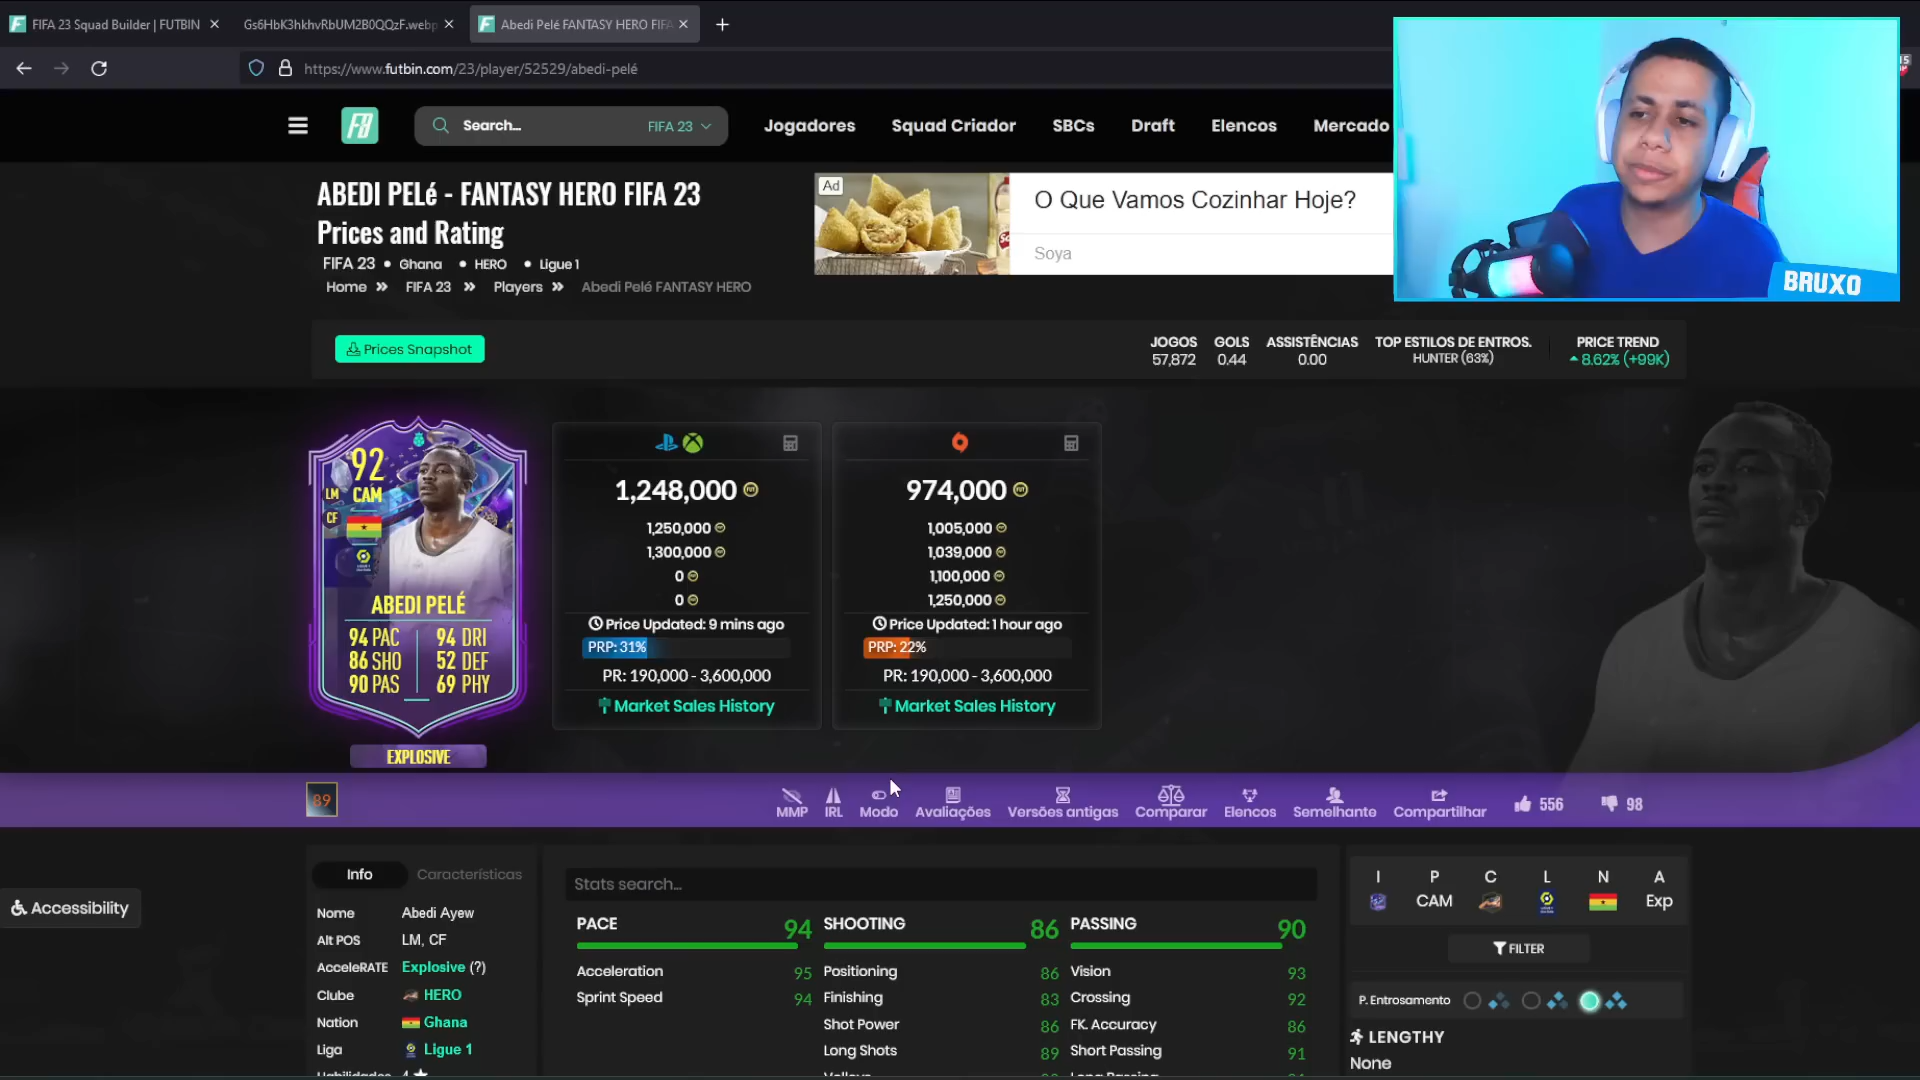 FIFA 23 Squad Builder | FUTBIN
Gs6HbK3hkhvRbUM2B0QQzF.webp
Abedi Pelé FANTASY HERO FIFA
https://www.futbin.com/23/player/52529/abedi-pelé
Search...
FIFA 23
Jogadores
Squad Criador
SBCs
Draft
Elencos
Mercado
ABEDI PELé - FANTASY HERO FIFA 23
Prices and Rating
FIFA 23 • Ghana • HERO • Ligue 1
Home » FIFA 23 » Players » Abedi Pelé FANTASY HERO
Ad
O Que Vamos Cozinhar Hoje?
Soya
BRUXO
Prices Snapshot
JOGOS
57,872
GOLS
0.44
ASSISTÊNCIAS
0.00
TOP ESTILOS DE ENTROS.
HUNTER (63%)
PRICE TREND
8.62% (+99K)
92
CAM
LM
CF
ABEDI PELÉ
94 PAC 94 DRI
86 SHO 52 DEF
90 PAS 69 PHY
EXPLOSIVE
1,248,000
1,250,000
1,300,000
0
0
Price Updated: 9 mins ago
PRP: 31%
PR: 190,000 - 3,600,000
Market Sales History
974,000
1,005,000
1,039,000
1,100,000
1,250,000
Price Updated: 1 hour ago
PRP: 22%
PR: 190,000 - 3,600,000
Market Sales History
89
MMP
IRL
Modo
Avaliações
Versões antigas
Comparar
Elencos
Semelhante
Compartilhar
556
98
Accessibility
Info
Características
Nome Abedi Ayew
Alt POS LM, CF
AcceleRATE Explosive (?)
Clube HERO
Nation Ghana
Liga Ligue 1
Habilidades 4
Stats search...
PACE 94
Acceleration 95
Sprint Speed 94
SHOOTING 86
Positioning 86
Finishing 83
Shot Power 86
Long Shots 89
Volleys
PASSING 90
Vision 93
Crossing 92
FK. Accuracy 86
Short Passing 91
Long Passing
I P C L N A
CAM Exp
FILTER
P. Entrosamento
LENGTHY
None